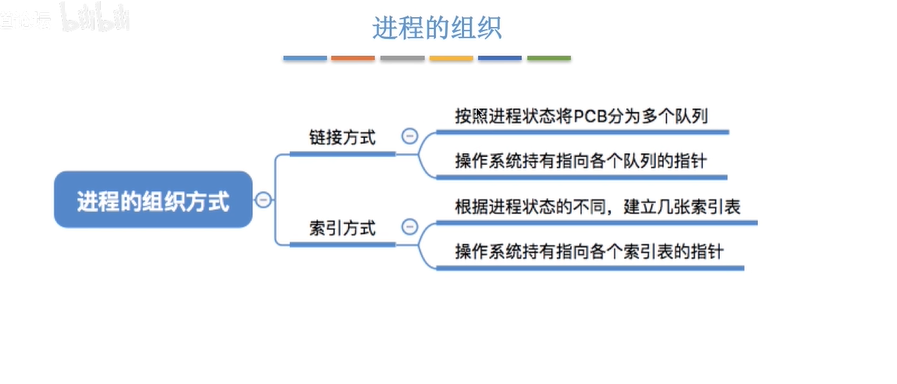 bilibili
进程的组织
按照进程状态将PCB分为多个队列
链接方式
操作系统持有指向各个队列的指针
进程的组织方式
根据进程状态的不同，建立几张索引表
索引方式
操作系统持有指向各个索引表的指针